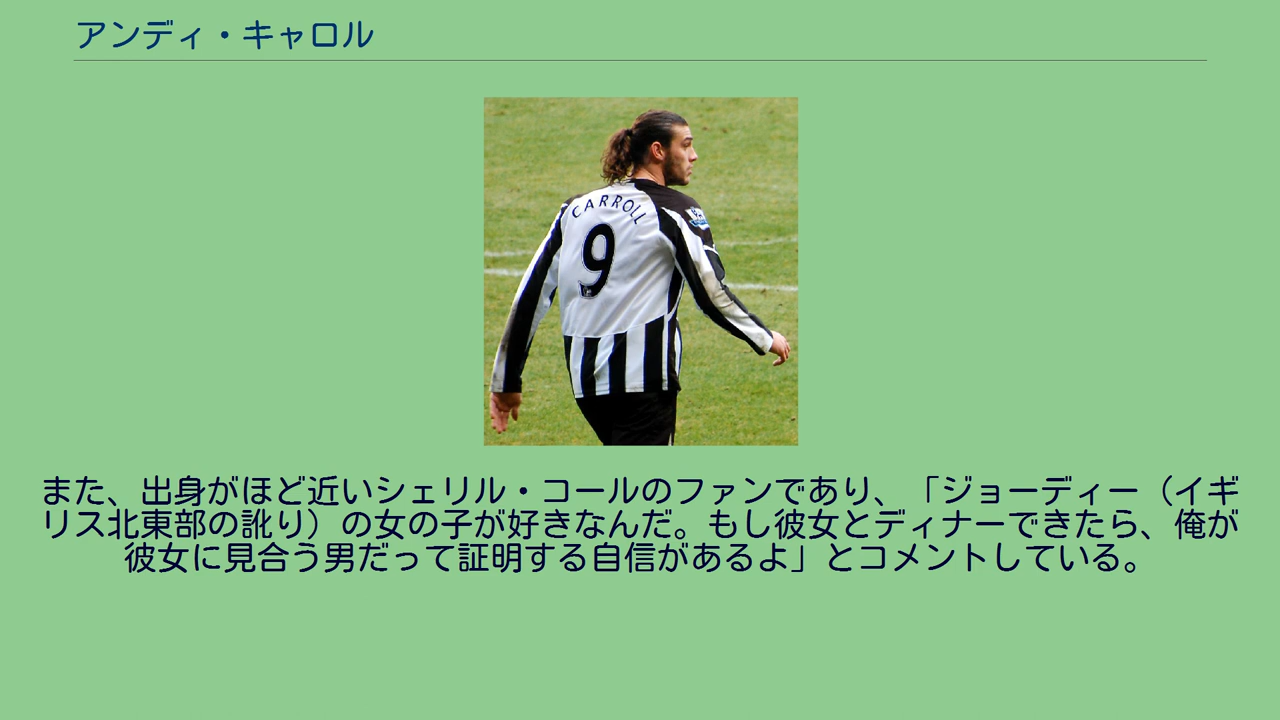 アンディ・キャロル
CARROLL
9
また、出身がほど近いシェリル・コールのファンであり、「ジョーディー（イギ
リス北東部の訛り）の女の子が好きなんだ。もし彼女とディナーできたら、俺が
彼女に見合う男だって証明する自信があるよ」とコメントしている。